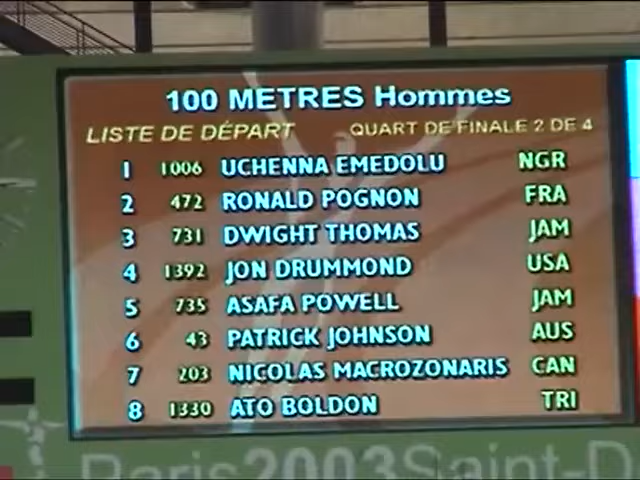 100 METRES Hommes
LISTE DE DÉPART QUART DE FINALE 2 DE 4
1 1006 UCHENNA EMEDOLU NGR
2 472 RONALD POGNON FRA
3 731 DWIGHT THOMAS JAM
4 1392 JON DRUMMOND USA
5 735 ASAFA POWELL JAM
6 43 PATRICK JOHNSON AUS
7 203 NICOLAS MACROZONARIS CAN
8 1330 ATO BOLDON TRI
Paris2003Saint-D